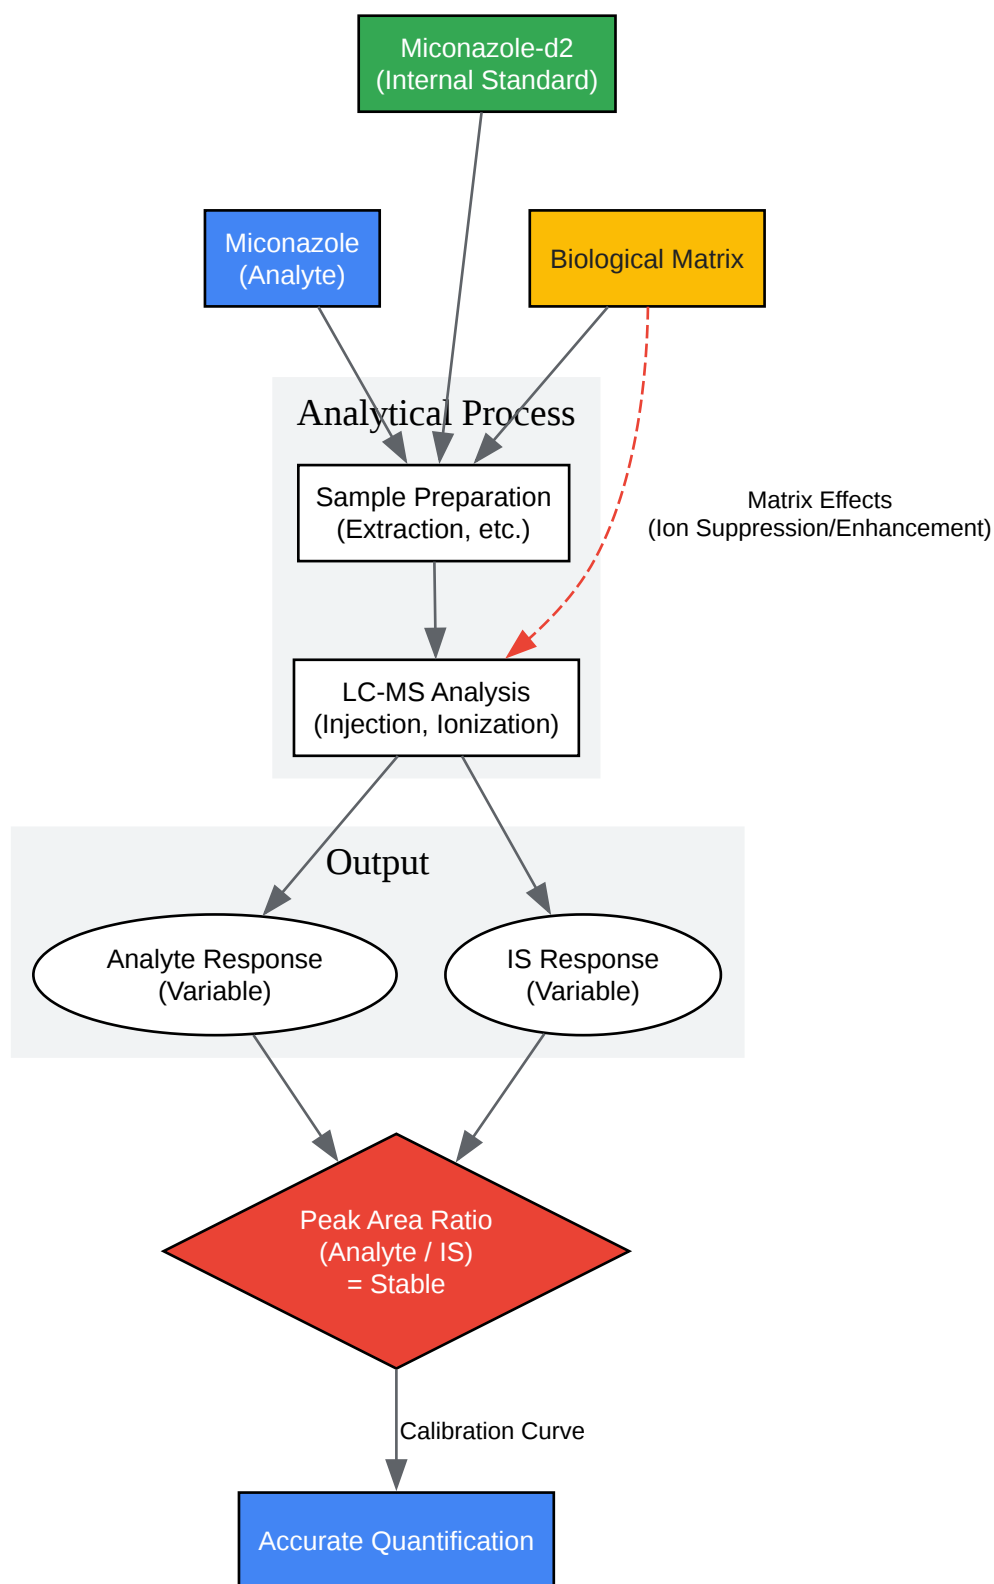 Miconazole-d2
(Internal Standard)
Miconazole
(Analyte)
Biological Matrix
Analytical Process
Sample Preparation
(Extraction, etc.)
Matrix Effects
(Ion Suppression/Enhancement)
LC-MS Analysis
(Injection, Ionization)
Output
Analyte Response
(Variable)
IS Response
(Variable)
Peak Area Ratio
(Analyte / IS)
= Stable
Calibration Curve
Accurate Quantification